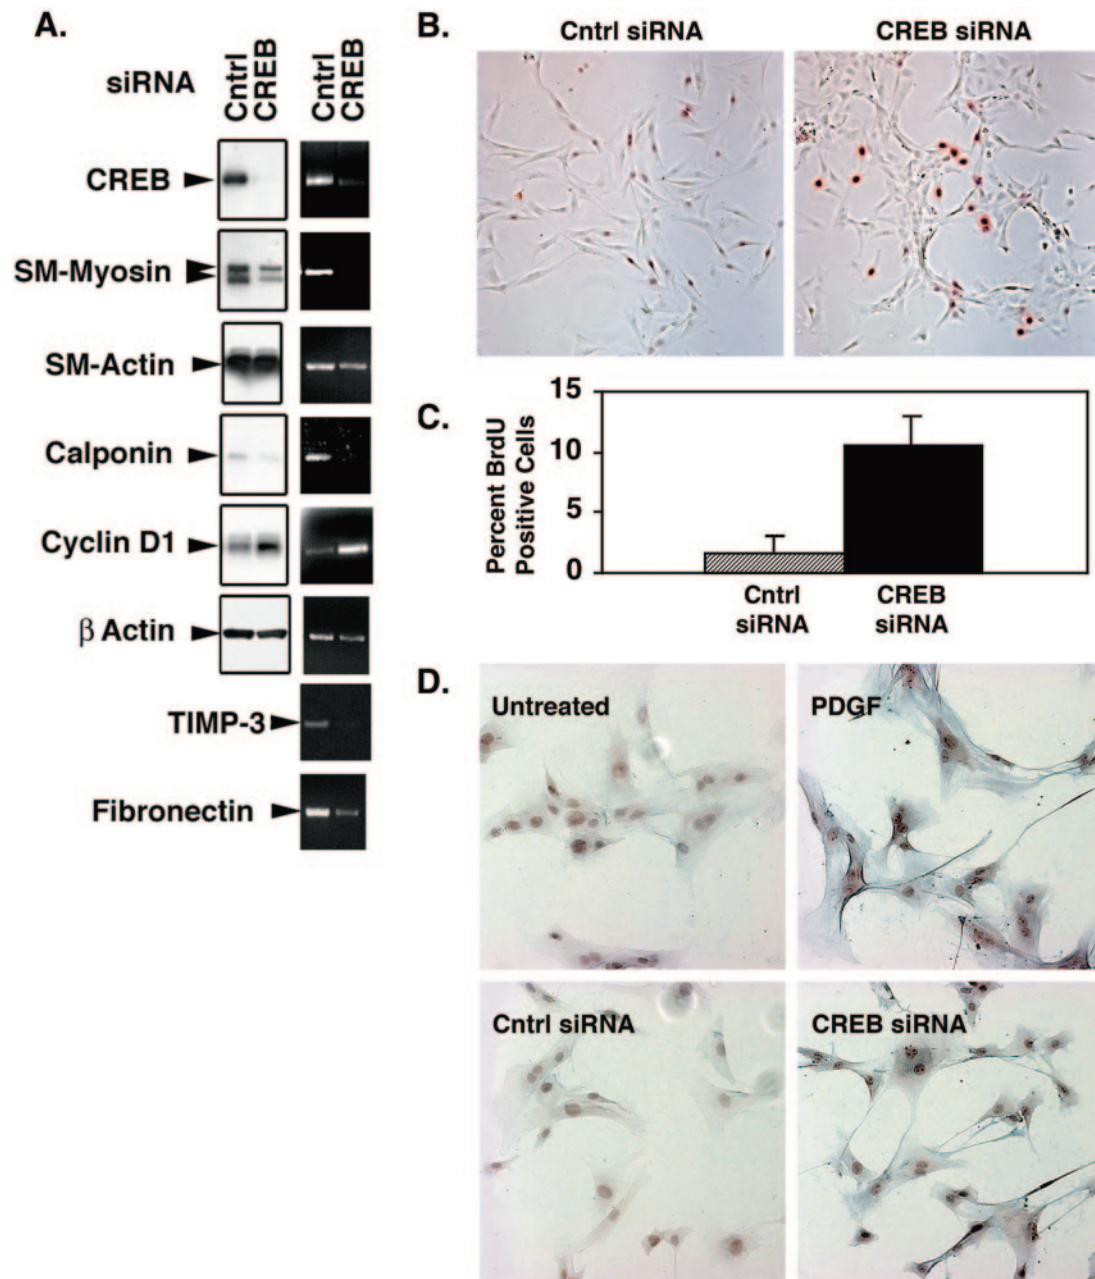 A.
siRNA
Cntrl
CREB
Cntrl
CREB
CREB
SM-Myosin
SM-Actin
Calponin
Cyclin D1
β Actin
TIMP-3
Fibronectin
B.
Cntrl siRNA
CREB siRNA
C.
Percent BrdU
Positive Cells
15
10
5
0
Cntrl
siRNA
CREB
siRNA
D.
Untreated
PDGF
Cntrl siRNA
CREB siRNA